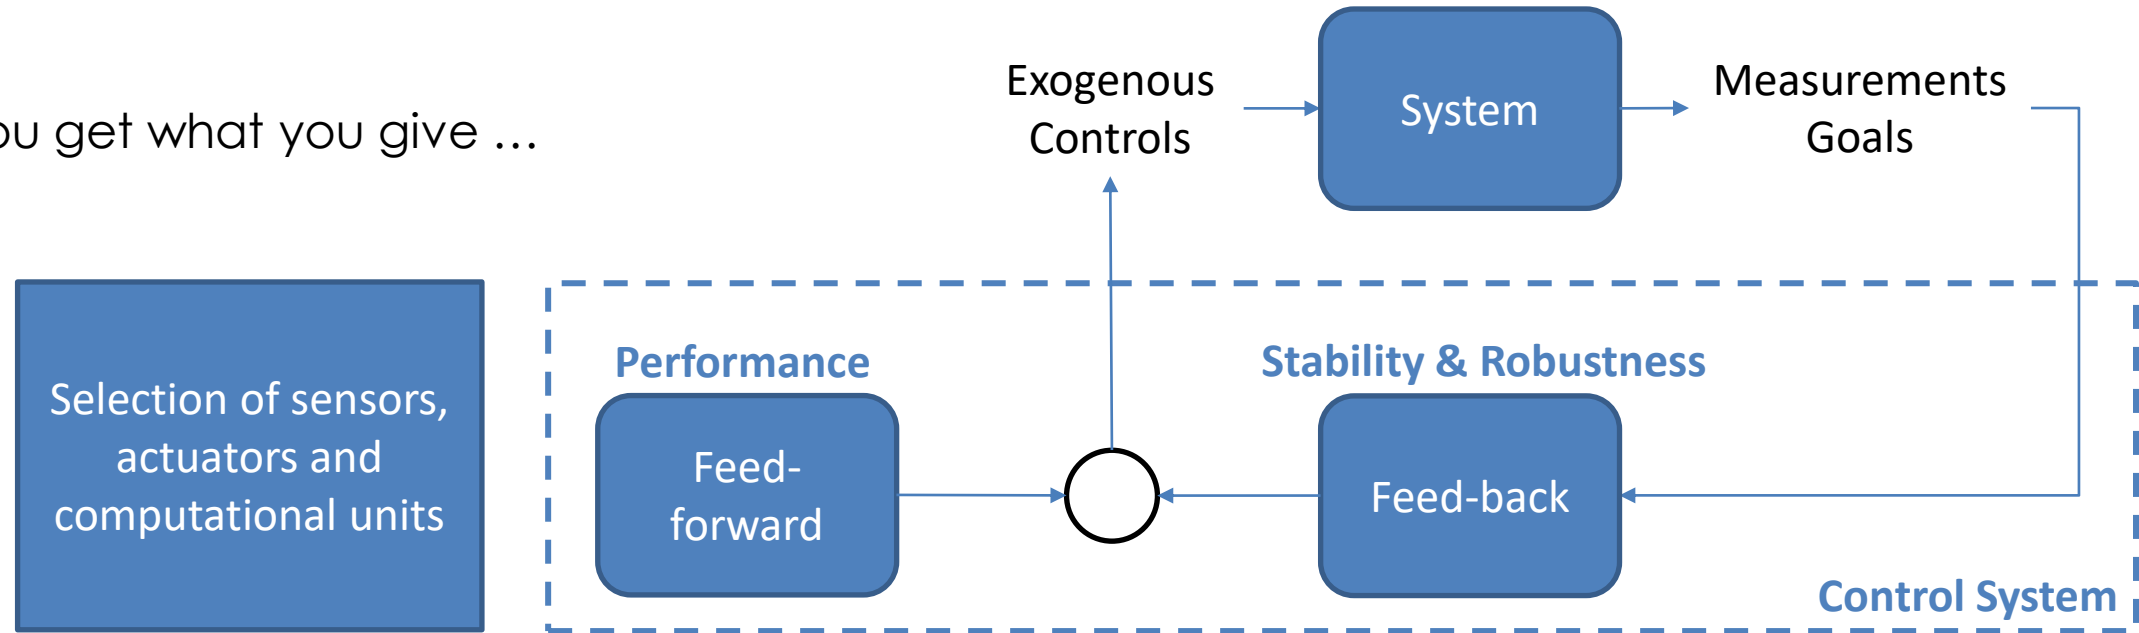 ou get what you give ...
Exogenous
Controls
System
Measurements
Goals
Selection of sensors,
actuators and
computational units
Performance
Feed-
forward
Stability & Robustness
Feed-back
Control System